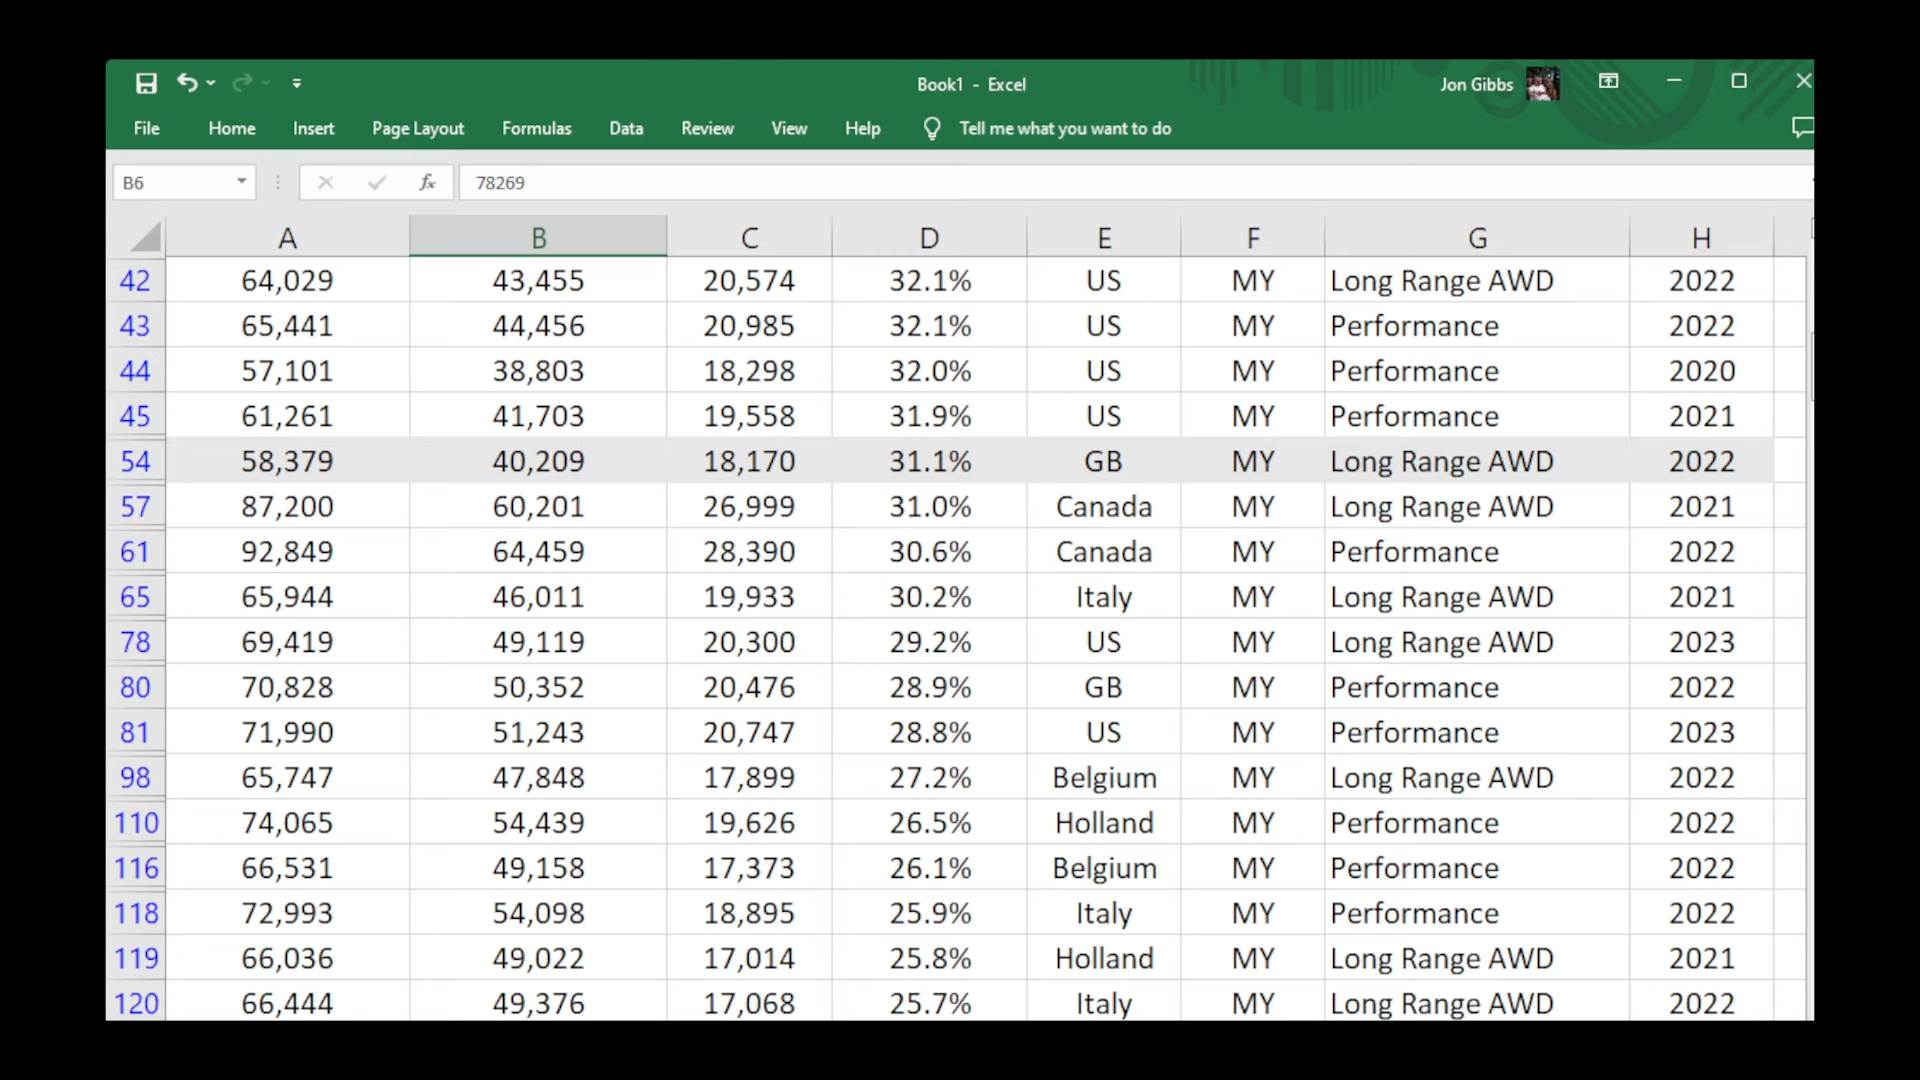 Book1 - Excel
Jon Gibbs
File Home Insert Page Layout Formulas Data Review View Help Tell me what you want to do
B6 fx 78269
A B C D E F G H
42 64,029 43,455 20,574 32.1% US MY Long Range AWD 2022
43 65,441 44,456 20,985 32.1% US MY Performance 2022
44 57,101 38,803 18,298 32.0% US MY Performance 2020
45 61,261 41,703 19,558 31.9% US MY Performance 2021
54 58,379 40,209 18,170 31.1% GB MY Long Range AWD 2022
57 87,200 60,201 26,999 31.0% Canada MY Long Range AWD 2021
61 92,849 64,459 28,390 30.6% Canada MY Performance 2022
65 65,944 46,011 19,933 30.2% Italy MY Long Range AWD 2021
78 69,419 49,119 20,300 29.2% US MY Long Range AWD 2023
80 70,828 50,352 20,476 28.9% GB MY Performance 2022
81 71,990 51,243 20,747 28.8% US MY Performance 2023
98 65,747 47,848 17,899 27.2% Belgium MY Long Range AWD 2022
110 74,065 54,439 19,626 26.5% Holland MY Performance 2022
116 66,531 49,158 17,373 26.1% Belgium MY Performance 2022
118 72,993 54,098 18,895 25.9% Italy MY Performance 2022
119 66,036 49,022 17,014 25.8% Holland MY Long Range AWD 2021
120 66,444 49,376 17,068 25.7% Italy MY Long Range AWD 2022